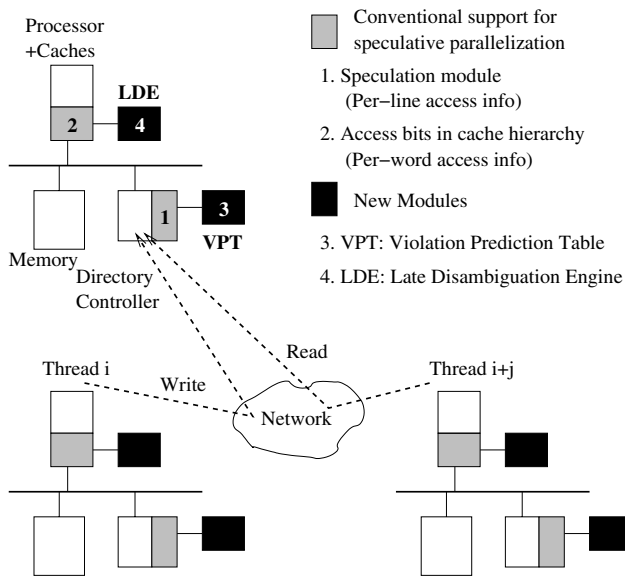 Processor
+Caches
LDE
2
4
Memory
1
3
VPT
Directory
Controller
Conventional support for
speculative parallelization
1. Speculation module
(Per−line access info)
2. Access bits in cache hierarchy
(Per−word access info)
New Modules
3. VPT: Violation Prediction Table
4. LDE: Late Disambiguation Engine
Read
Thread i
Write
Network
Thread i+j